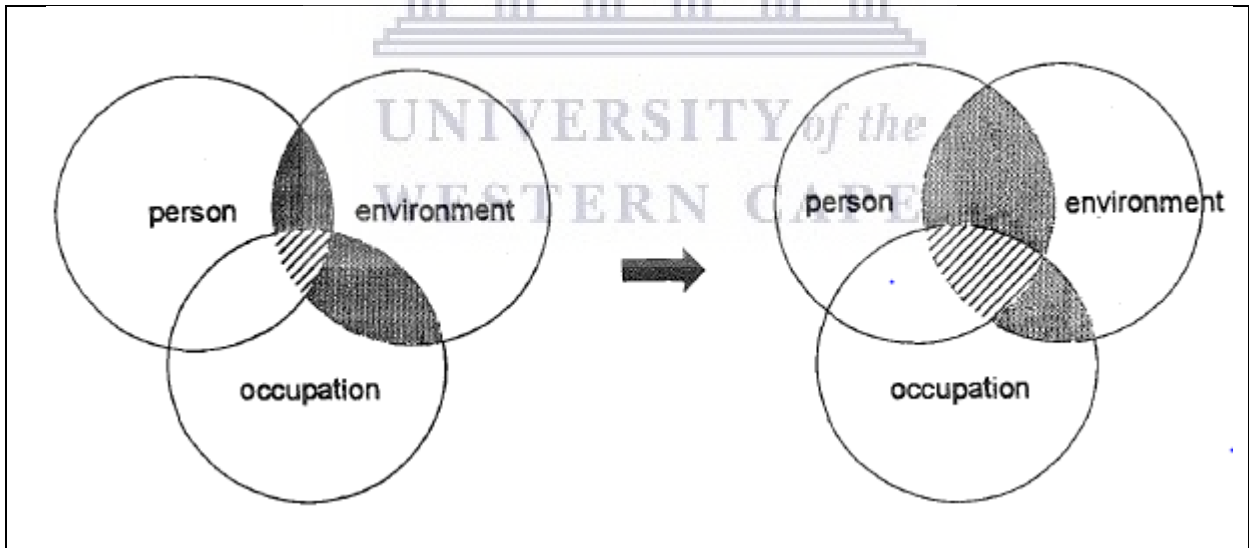 UNIVERSITY of the
WESTERN CAPE
person
environment
occupation
person
environment
occupation